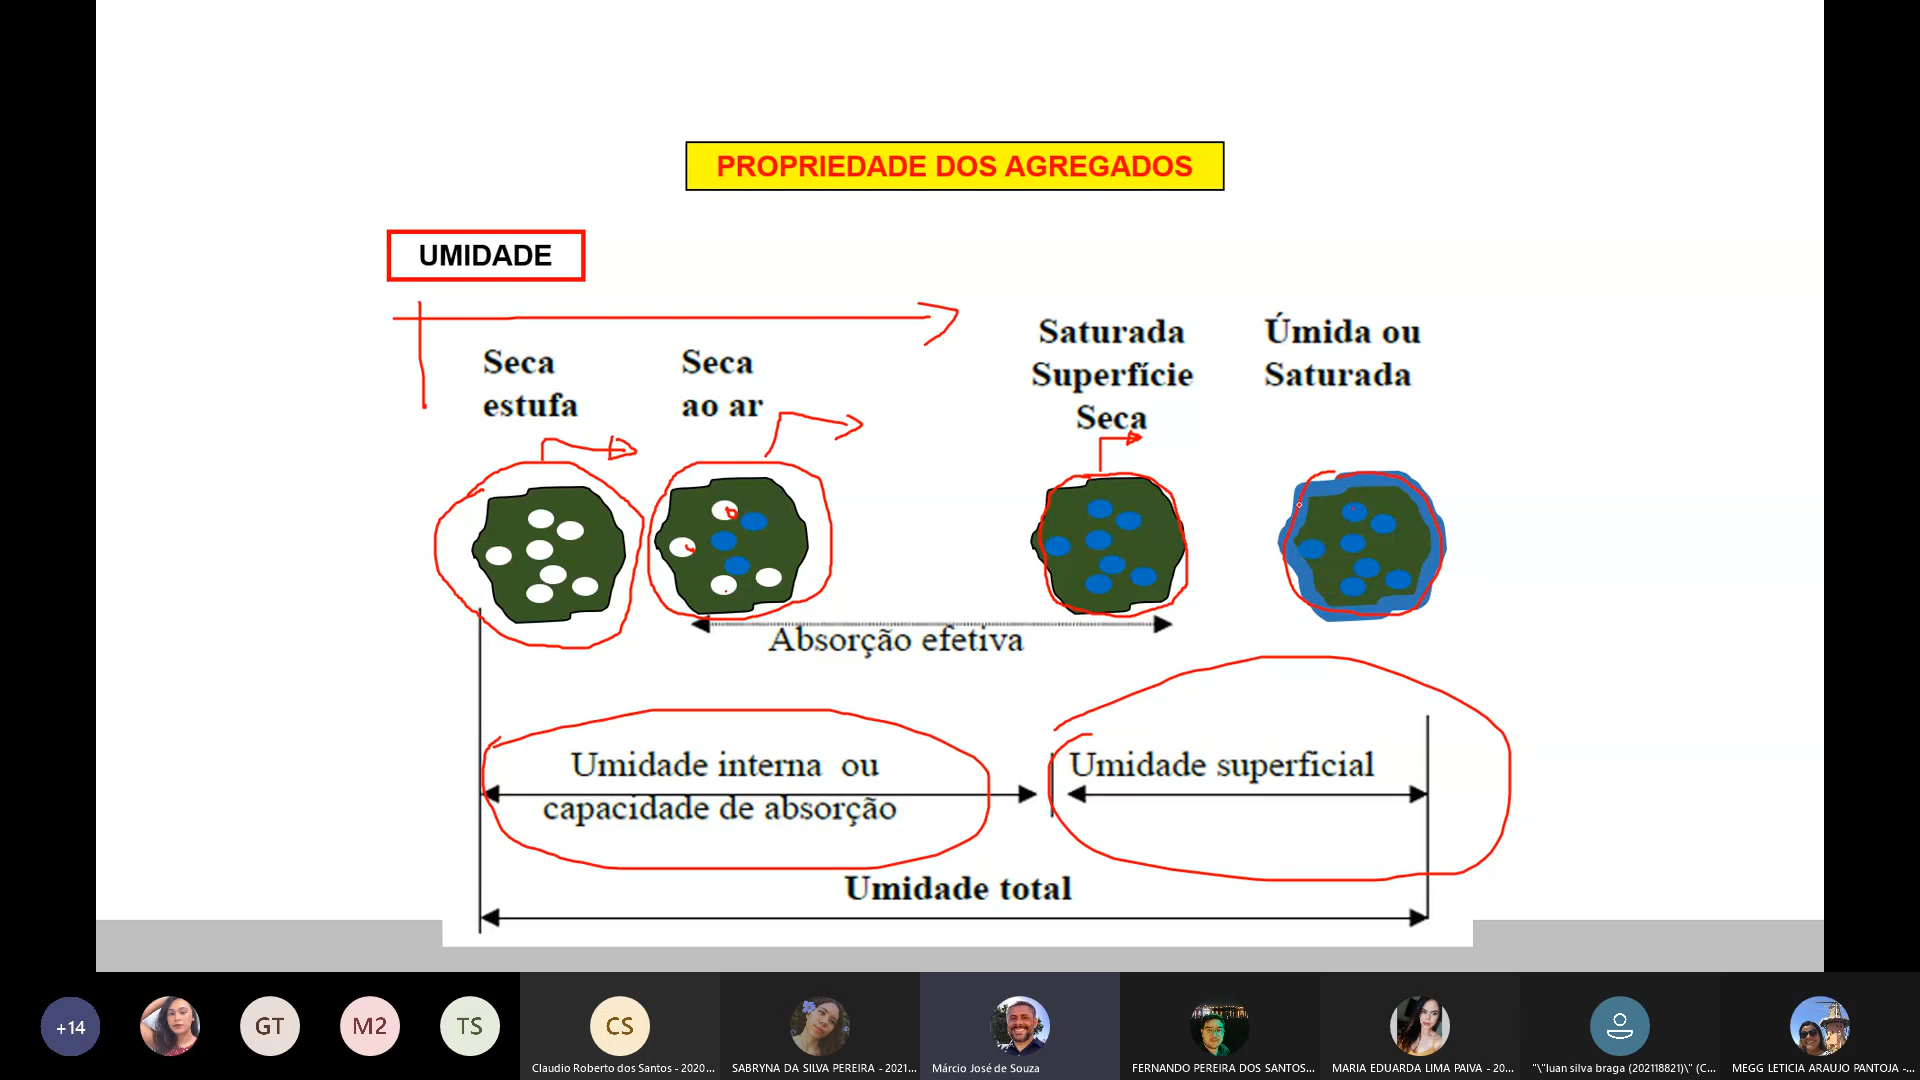 PROPRIEDADE DOS AGREGADOS
UMIDADE
Seca
estufa
Seca
ao ar
Saturada
Superfície
Seca
Úmida ou
Saturada
Absorção efetiva
Umidade interna ou
capacidade de absorção
Umidade superficial
Umidade total
+14
GT
M2
TS
CS
Claudio Roberto dos Santos - 2020...
SABRYNA DA SILVA PEREIRA - 2021...
Márcio José de Souza
FERNANDO PEREIRA DOS SANTOS...
MARIA EDUARDA LIMA PAIVA - 20...
"\"luan silva braga (202118821)\" (C...
MEGG LETICIA ARAUJO PANTOJA -...